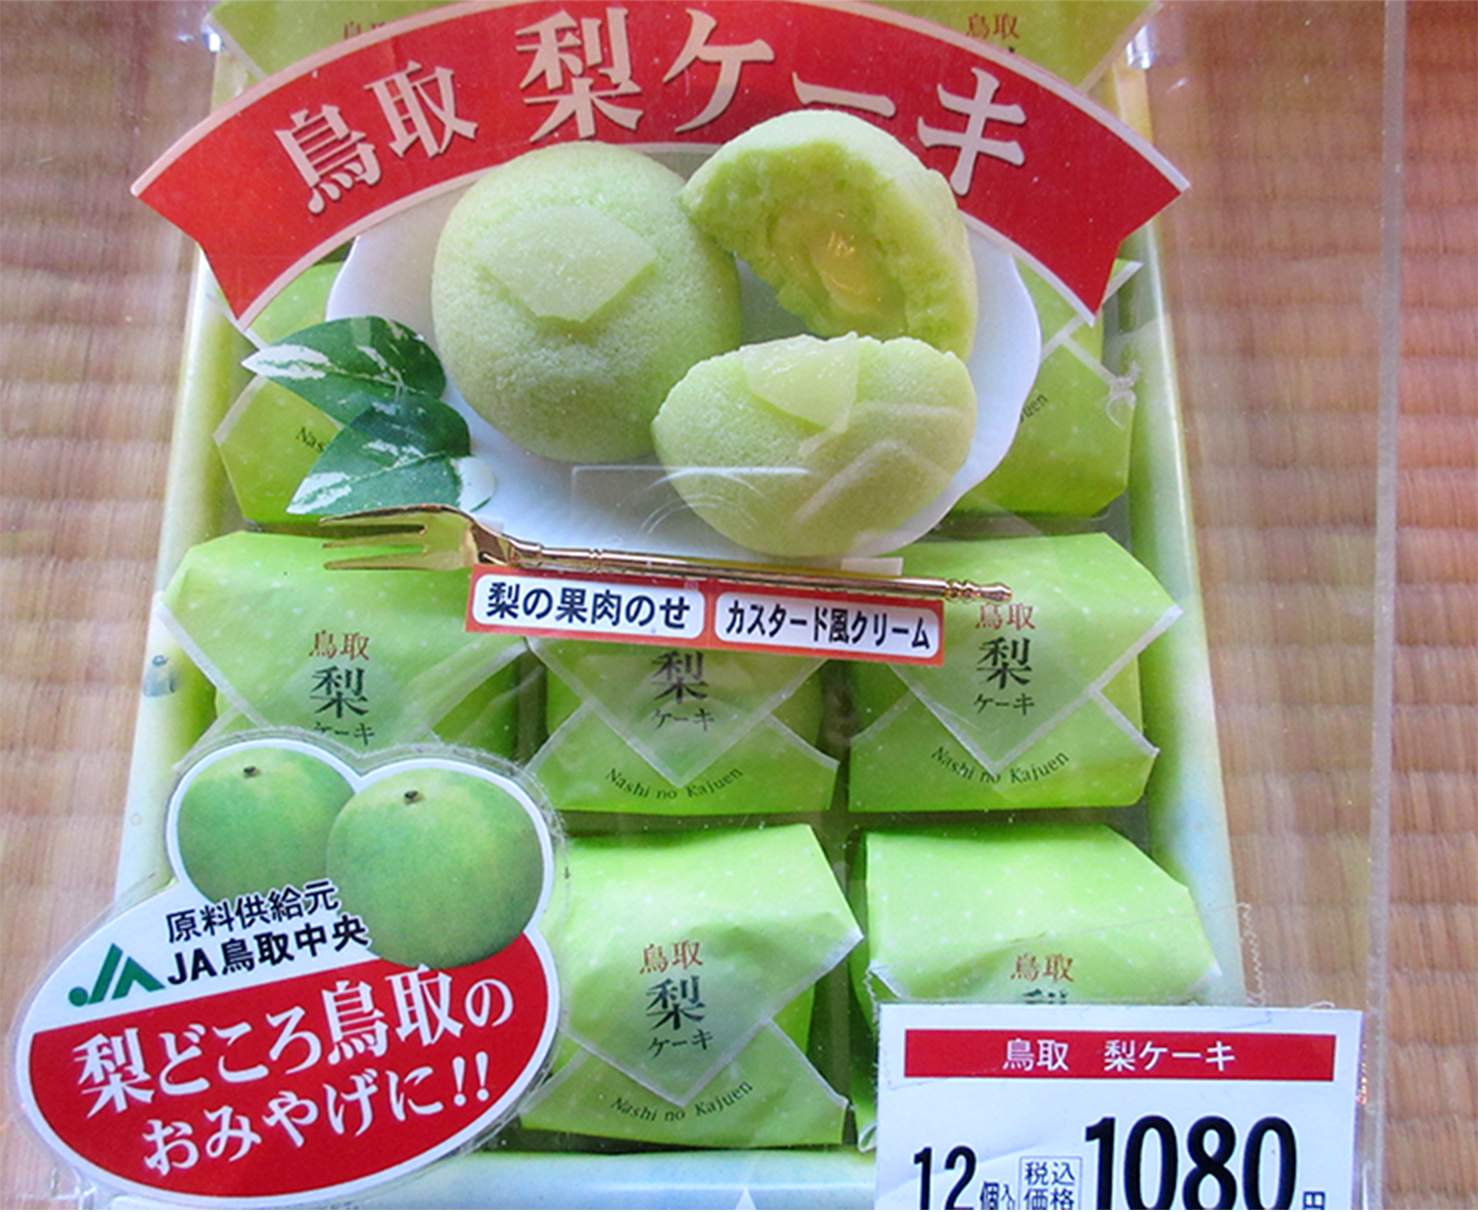 鳥取
鳥取 梨ケーキ
梨の果肉のせ
カスタード風クリーム
鳥取
梨
ケーキ
梨
ケーキ
Nashi no Kajuen
鳥取
梨
ケーキ
Nashi no Kajuen
原料供給元
JA鳥取中央
梨どころ鳥取の
おみやげに!!
鳥取
梨
ケーキ
Nashi no Kajuen
鳥取
梨
鳥取 梨ケーキ
12個入り 税込価格 1080円